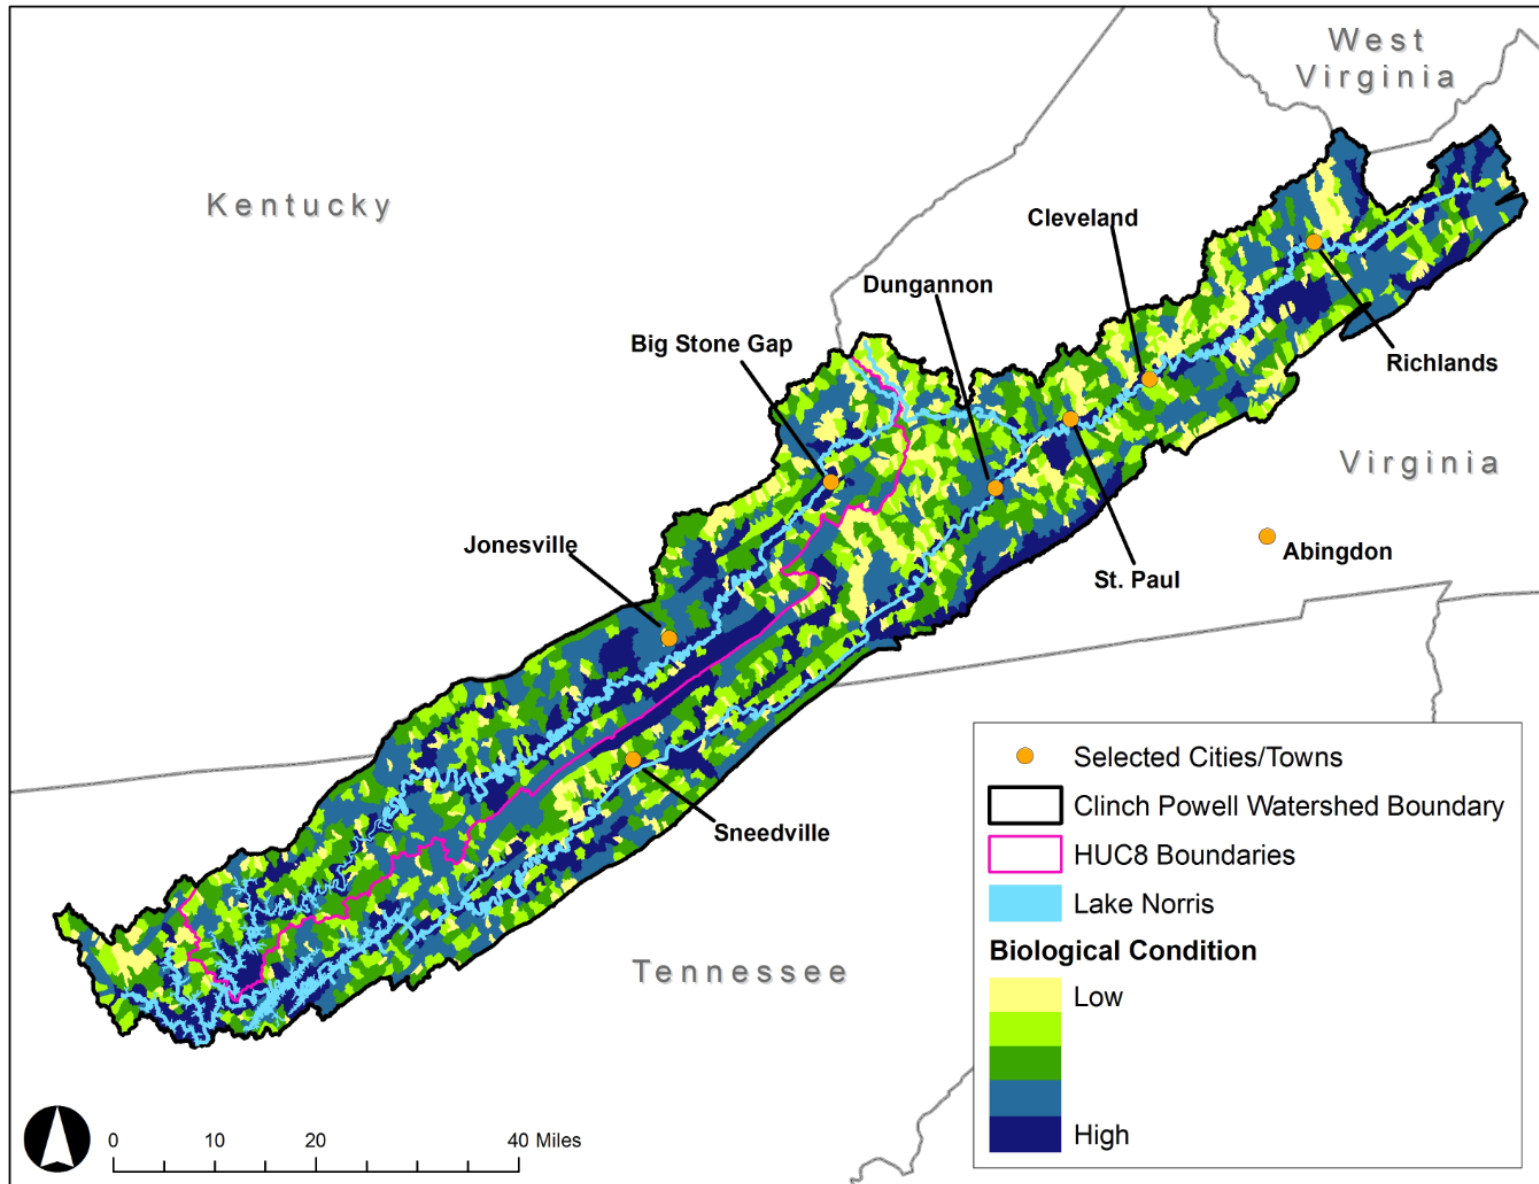 West
Virginia
Kentucky
Cleveland
Dungannon
Big Stone Gap
Richlands
Virginia
Jonesville
Abingdon
St. Paul
Sneedville
Tennessee
Selected Cities/Towns
Clinch Powell Watershed Boundary
HUC8 Boundaries
Lake Norris
Biological Condition
Low
High
0 10 20 40 Miles